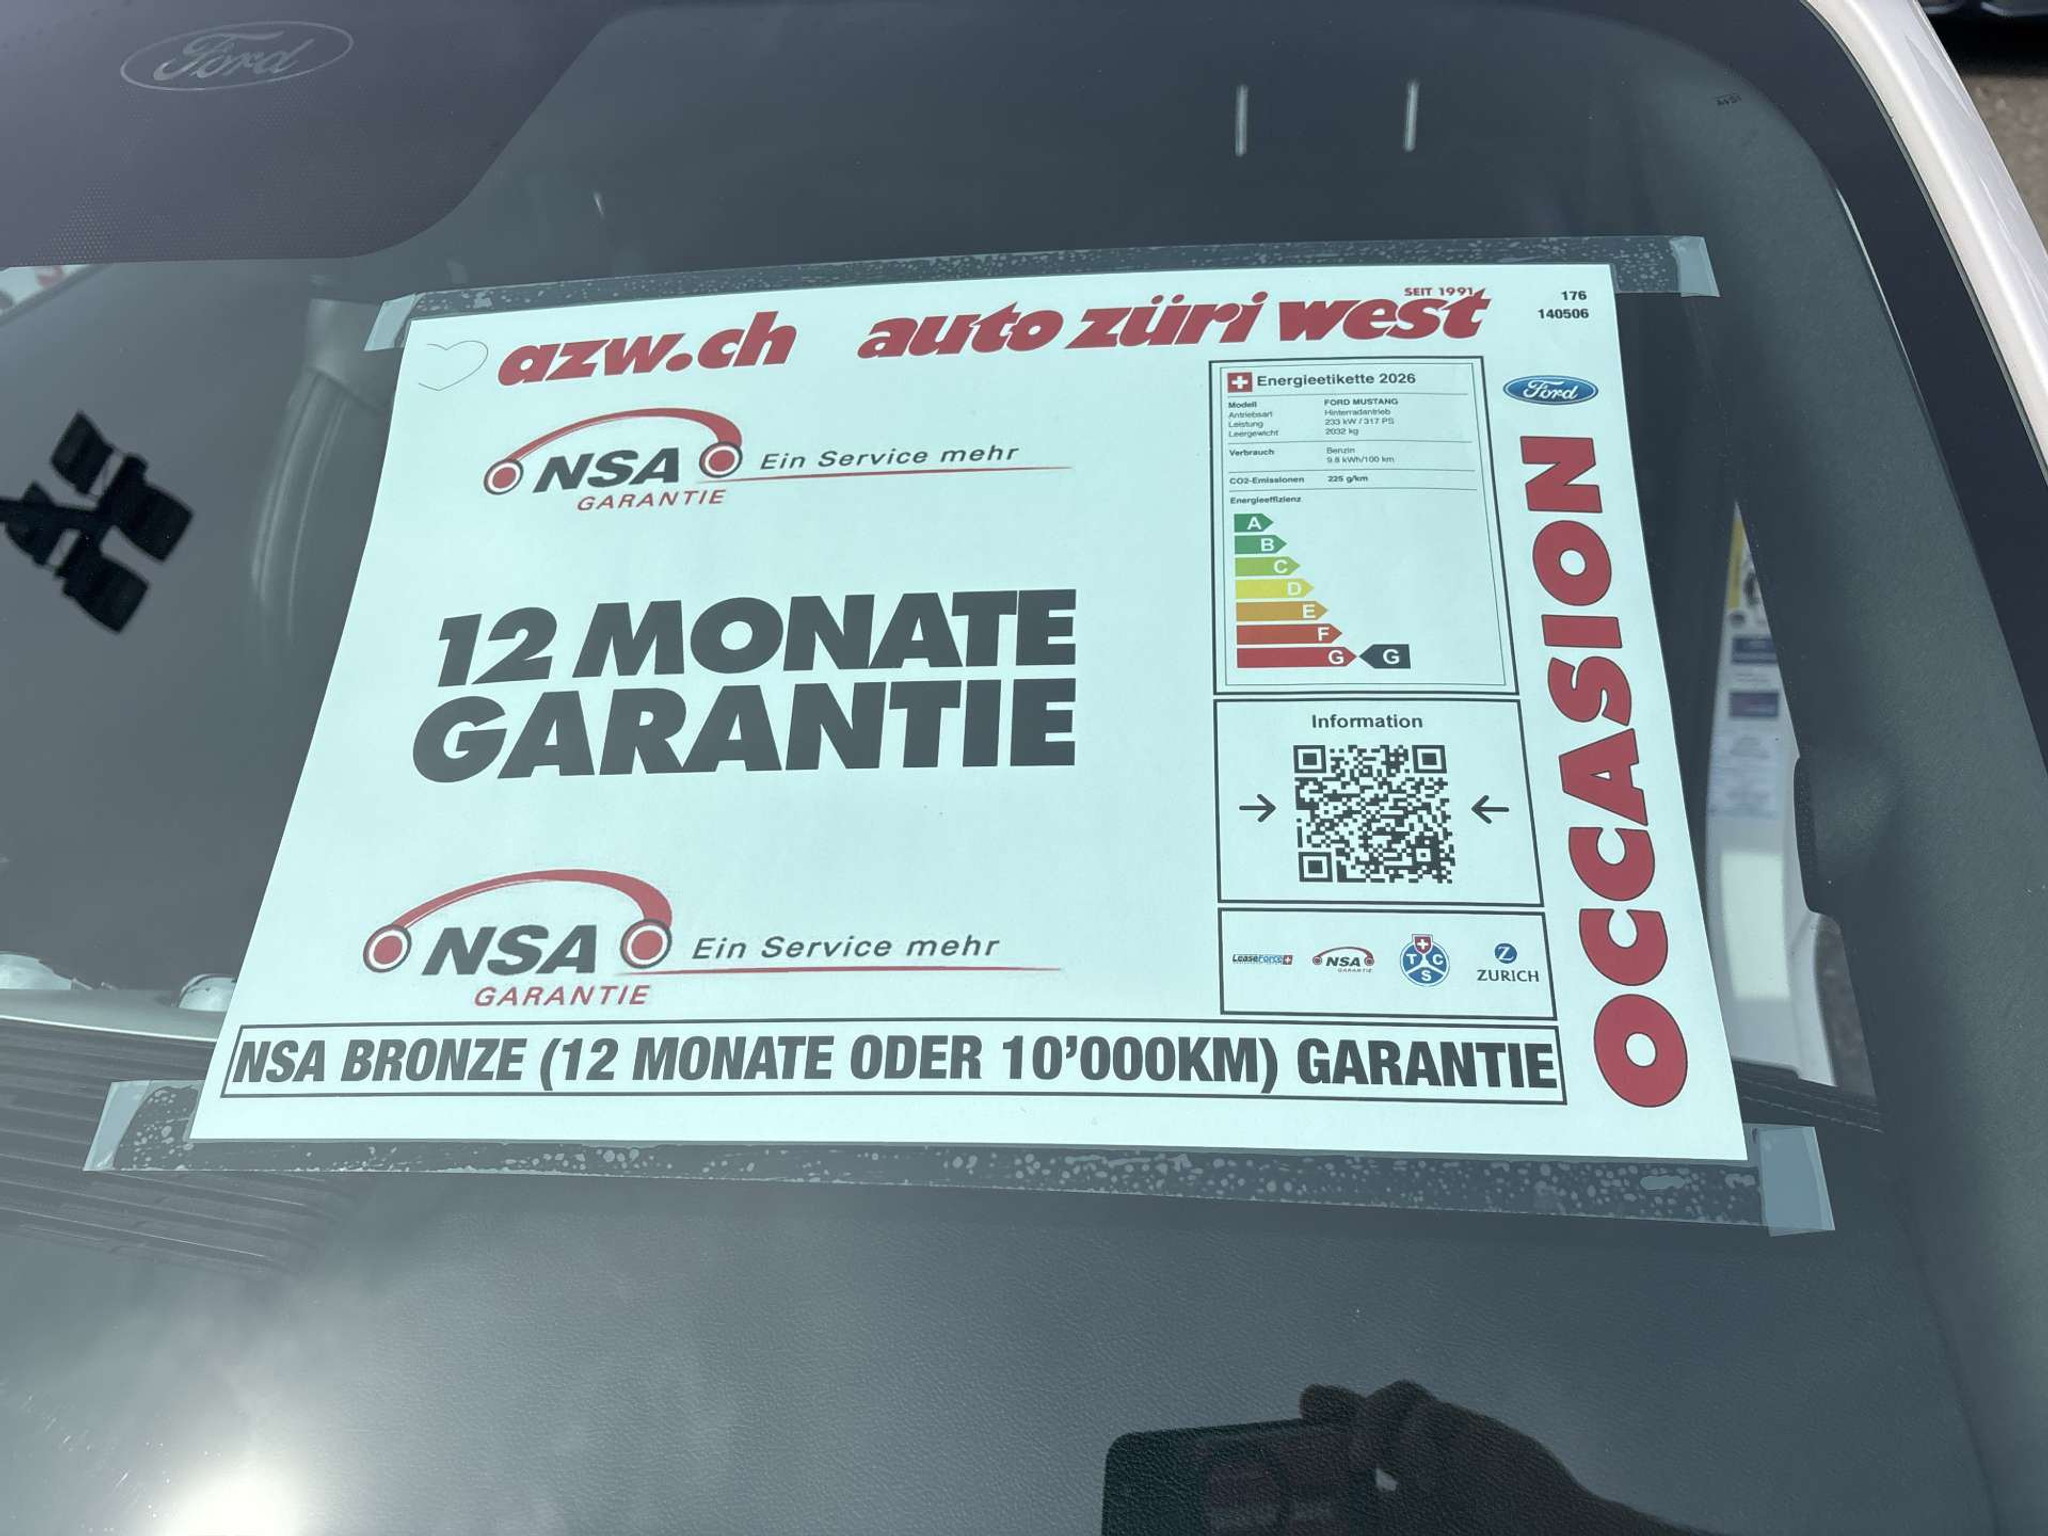 Ford
azw.ch auto züri west
SEIT 1991
176
140506
NSA GARANTIE Ein Service mehr
12 MONATE
GARANTIE
NSA GARANTIE Ein Service mehr
NSA BRONZE (12 MONATE ODER 10’000KM) GARANTIE
Energieetikette 2026
Modell FORD MUSTANG
Antriebsart Hinterradantrieb
Leistung 233 kW / 317 PS
Leergewicht 2032 kg
Verbrauch Benzin
9.8 kWh/100 km
CO2-Emissionen 225 g/km
Energieeffizienz
A
B
C
D
E
F
G G
Information
LeaseForce
NSA GARANTIE
TCS
Z ZURICH
Ford
OCCASION